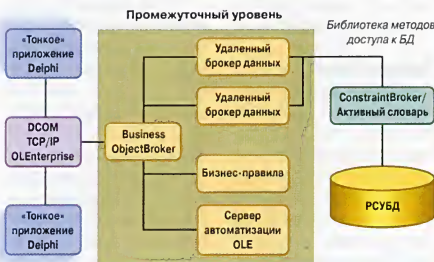 Промежуточный уровень
Библиотека методов
доступа к БД
«Тонкое»
приложение
Delphi
DCOM
TCP/IP
OLEnterprise
«Тонкое»
приложение
Delphi
Business
ObjectBroker
Удаленный
брокер данных
Удаленный
брокер данных
Бизнес-правила
Сервер
автоматизации
OLE
ConstraintBroker/
Активный словарь
РСУБД